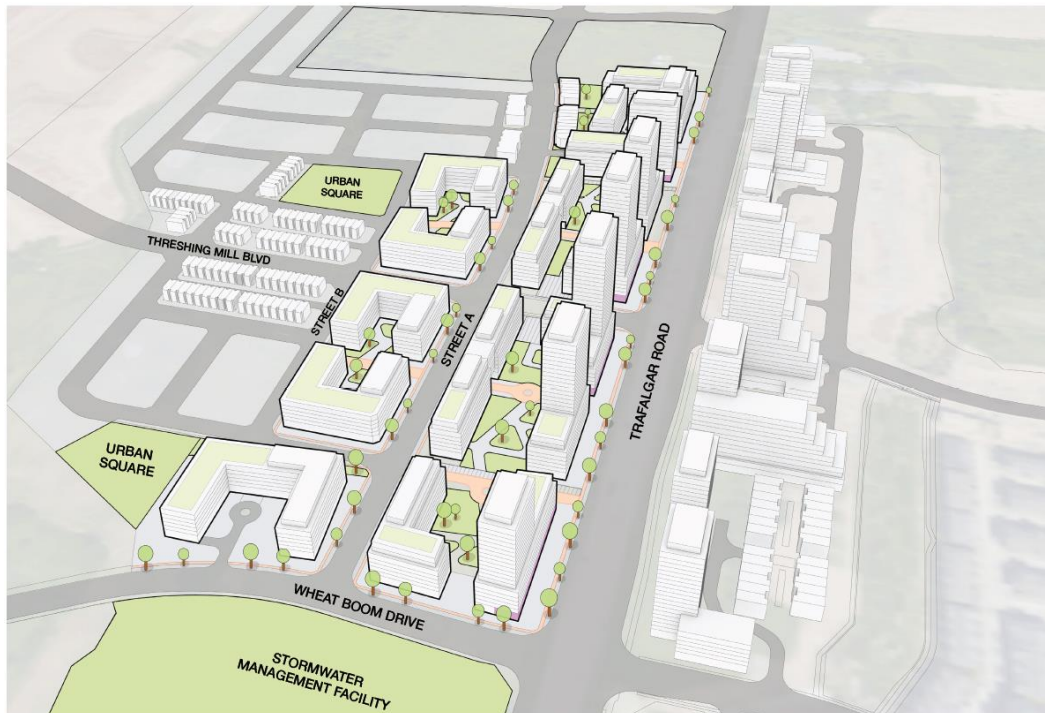 URBAN
SQUARE
THRESHING MILL BLVD
STREET B
STREET A
TRAFALGAR ROAD
URBAN
SQUARE
WHEAT BOOM DRIVE
STORMWATER
MANAGEMENT FACILITY